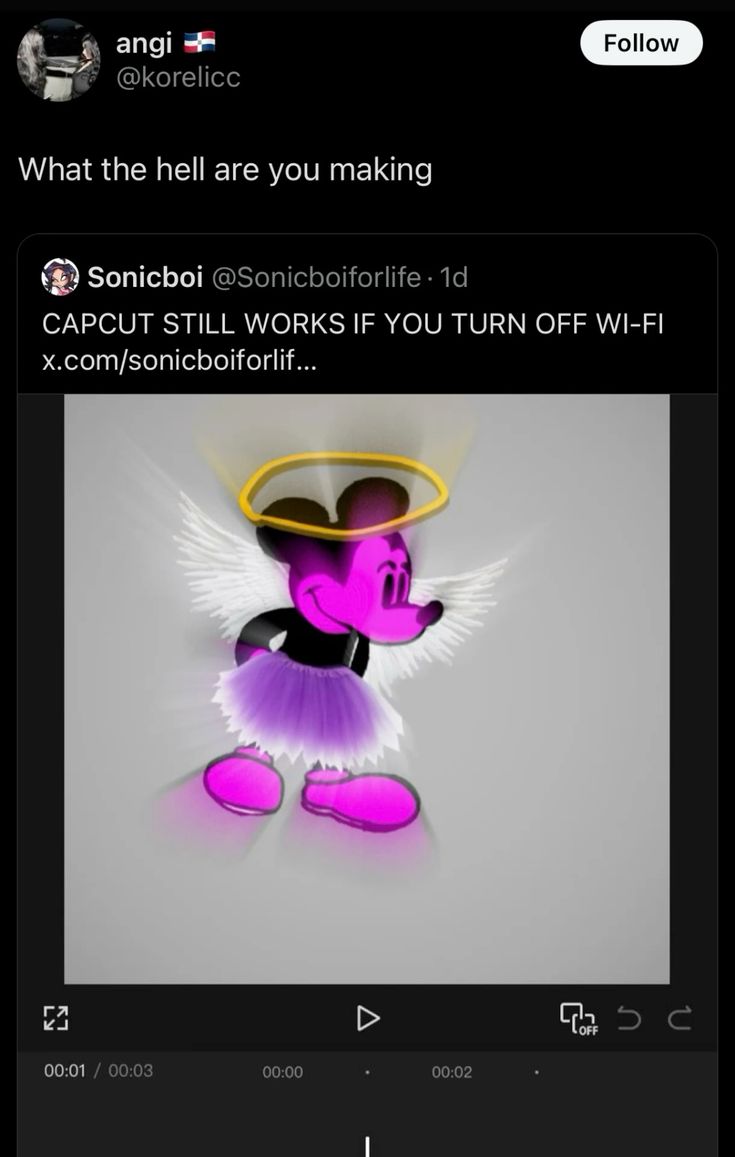 angi 🇩🇴
Follow
@korelicc
What the hell are you making
Sonicboi @Sonicboiforlife · 1d
CAPCUT STILL WORKS IF YOU TURN OFF WI-FI
x.com/sonicboiforlif...
OFF
00:01 / 00:03 00:00 · 00:02 ·